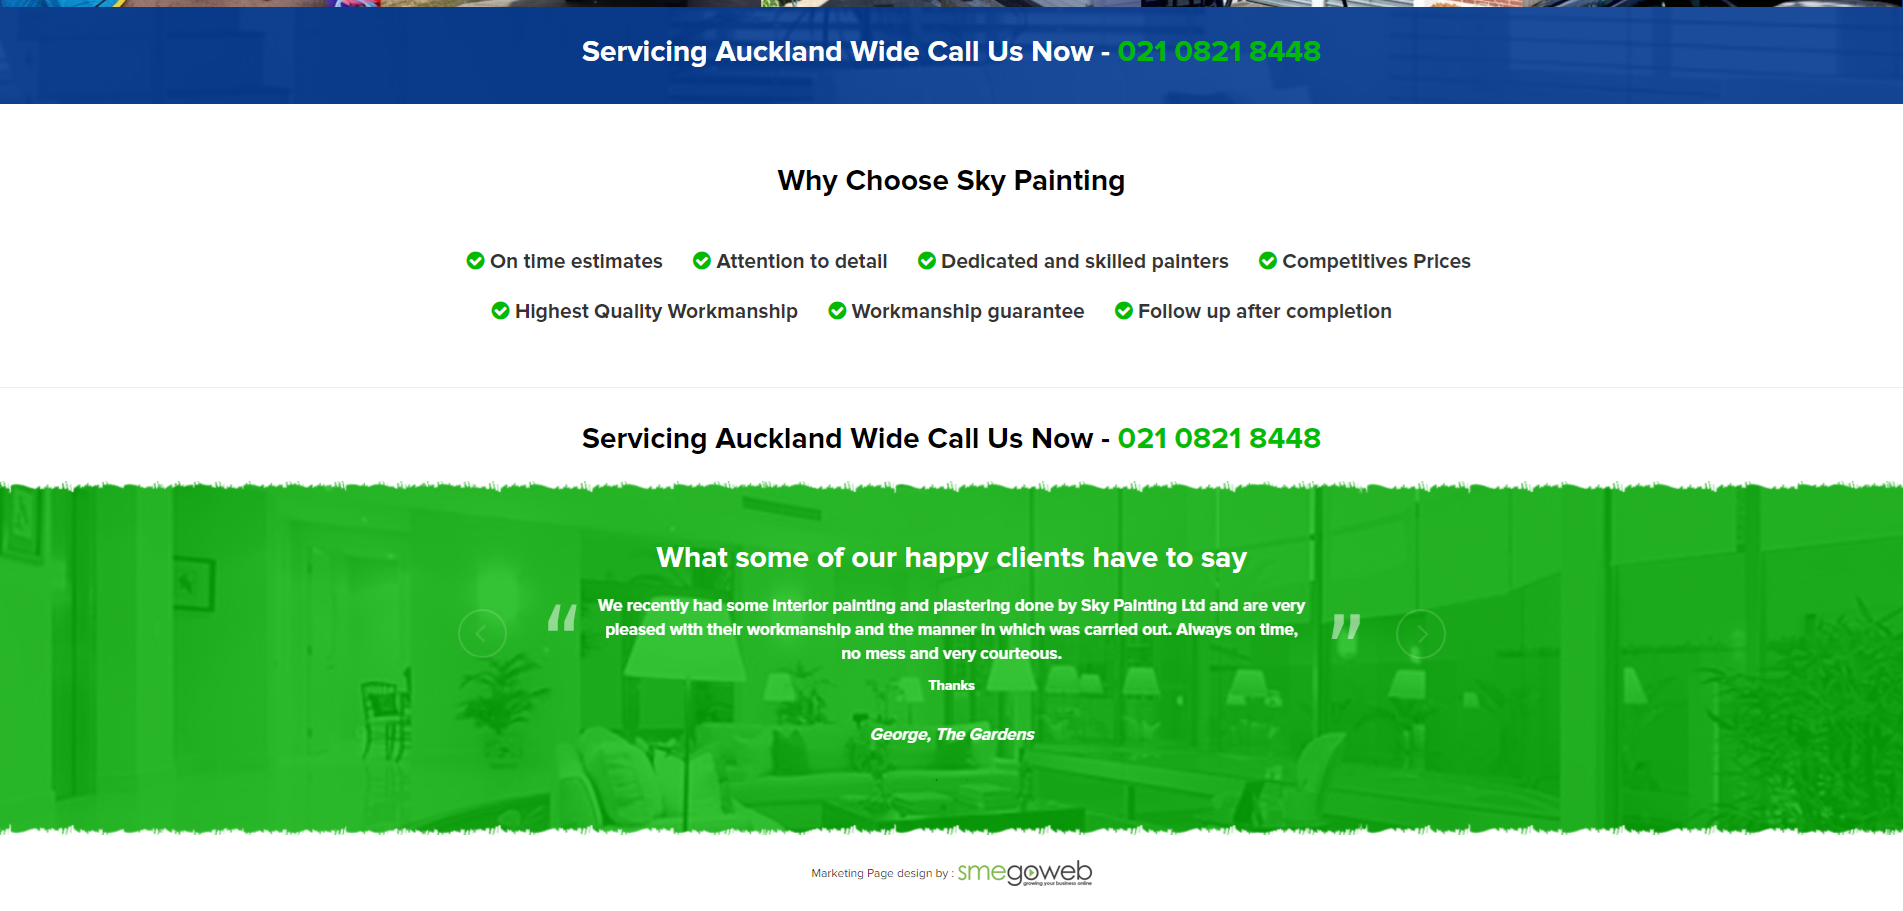 Servicing Auckland Wide Call Us Now - 021 0821 8448
Why Choose Sky Painting
On time estimates Attention to detail Dedicated and skilled painters Competitives Prices
Highest Quality Workmanship Workmanship guarantee Follow up after completion
Servicing Auckland Wide Call Us Now - 021 0821 8448
What some of our happy clients have to say
“ We recently had some interior painting and plastering done by Sky Painting Ltd and are very
pleased with their workmanship and the manner in which was carried out. Always on time, ”
no mess and very courteous.
Thanks
George, The Gardens
Marketing Page design by : smegoweb
growing your business online